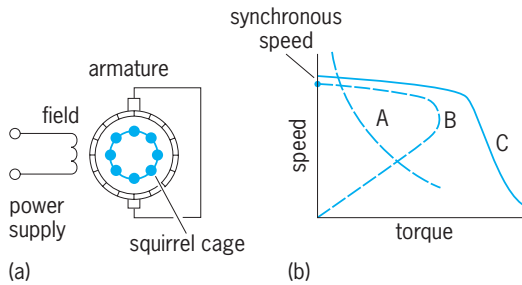 armature
field
power
supply
squirrel cage
(a)
synchronous
speed
speed
A
B
C
torque
(b)